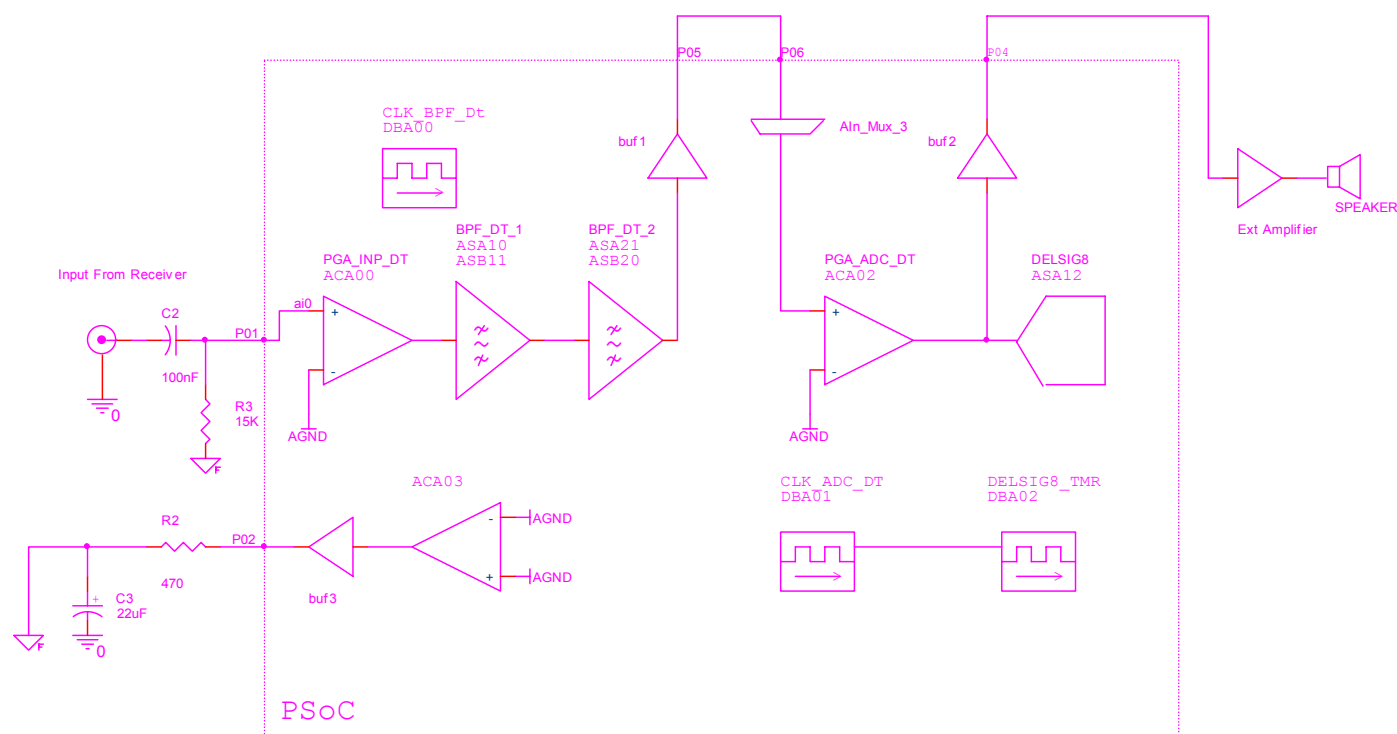 P05
P06
P04
CLK_BPF_Dt
DBA00
buf1
AIn_Mux_3
buf2
SPEAKER
Ext Amplifier
BPF_DT_1
ASA10
ASB11
BPF_DT_2
ASA21
ASB20
PGA_INP_DT
ACA00
PGA_ADC_DT
ACA02
DELSIG8
ASA12
Input From Receiver
ai0
C2
P01
+
+
100nF
-
-
0
R3
15K
F
AGND
AGND
ACA03
CLK_ADC_DT
DBA01
DELSIG8_TMR
DBA02
R2
P02
-
AGND
470
+
AGND
buf3
C3
+
22uF
F
0
PSoC